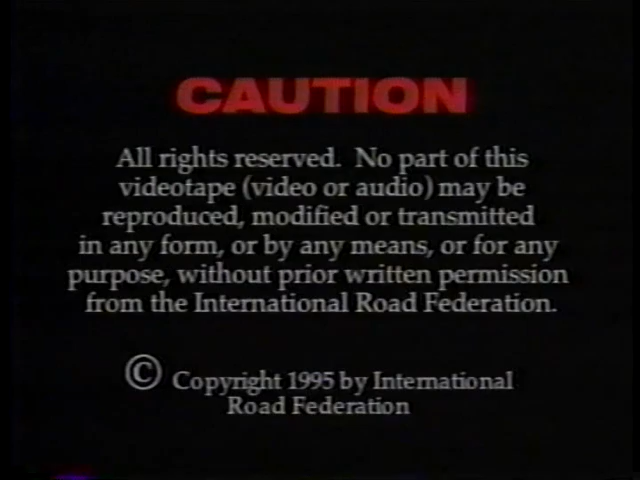 CAUTION
All rights reserved.  No part of this
videotape (video or audio) may be
reproduced, modified or transmitted
in any form, or by any means, or for any
purpose, without prior written permission
from the International Road Federation.
© Copyright 1995 by International
Road Federation